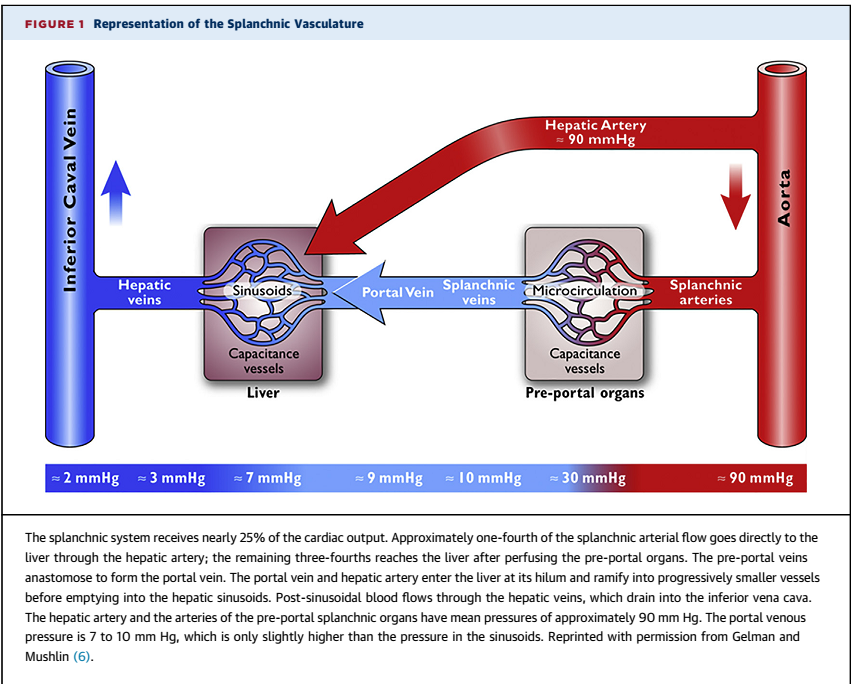 FIGURE 1 Representation of the Splanchnic Vasculature
Inferior Caval Vein
Hepatic Artery
≈ 90 mmHg
Aorta
Hepatic
veins
Sinusoids
Capacitance
vessels
Liver
Portal Vein
Splanchnic
veins
Microcirculation
Capacitance
vessels
Pre-portal organs
Splanchnic
arteries
≈ 2 mmHg ≈ 3 mmHg ≈ 7 mmHg ≈ 9 mmHg ≈ 10 mmHg ≈ 30 mmHg ≈ 90 mmHg
The splanchnic system receives nearly 25% of the cardiac output. Approximately one-fourth of the splanchnic arterial flow goes directly to the
liver through the hepatic artery; the remaining three-fourths reaches the liver after perfusing the pre-portal organs. The pre-portal veins
anastomose to form the portal vein. The portal vein and hepatic artery enter the liver at its hilum and ramify into progressively smaller vessels
before emptying into the hepatic sinusoids. Post-sinusoidal blood flows through the hepatic veins, which drain into the inferior vena cava.
The hepatic artery and the arteries of the pre-portal splanchnic organs have mean pressures of approximately 90 mm Hg. The portal venous
pressure is 7 to 10 mm Hg, which is only slightly higher than the pressure in the sinusoids. Reprinted with permission from Gelman and
Mushlin (6).